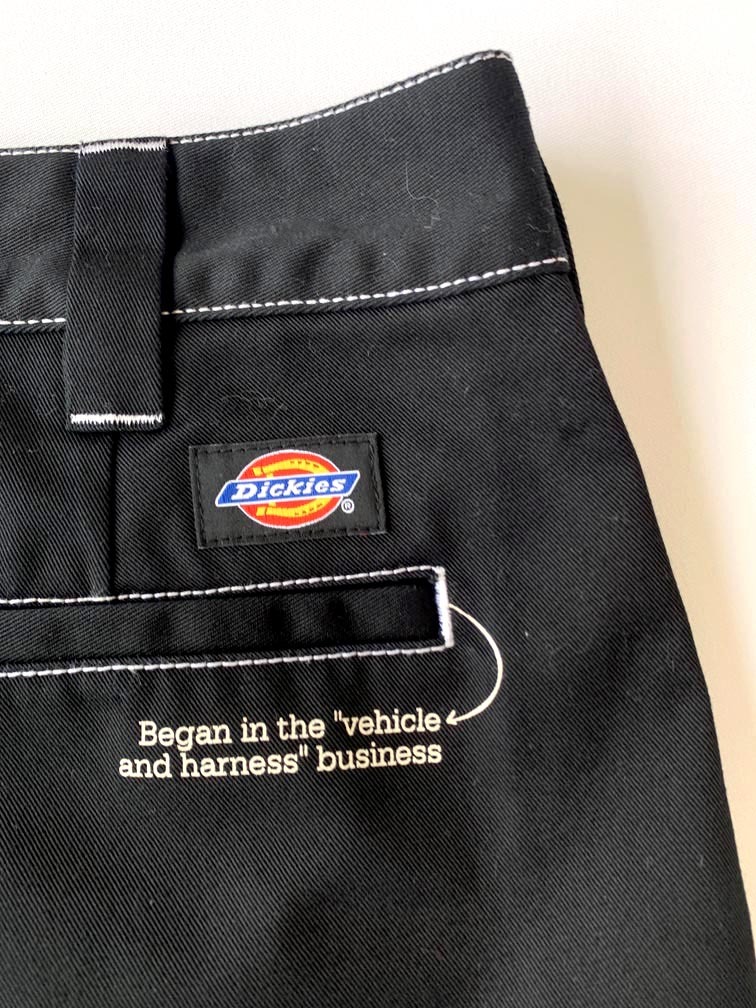 Dickies®
Began in the "vehicle
and harness" business